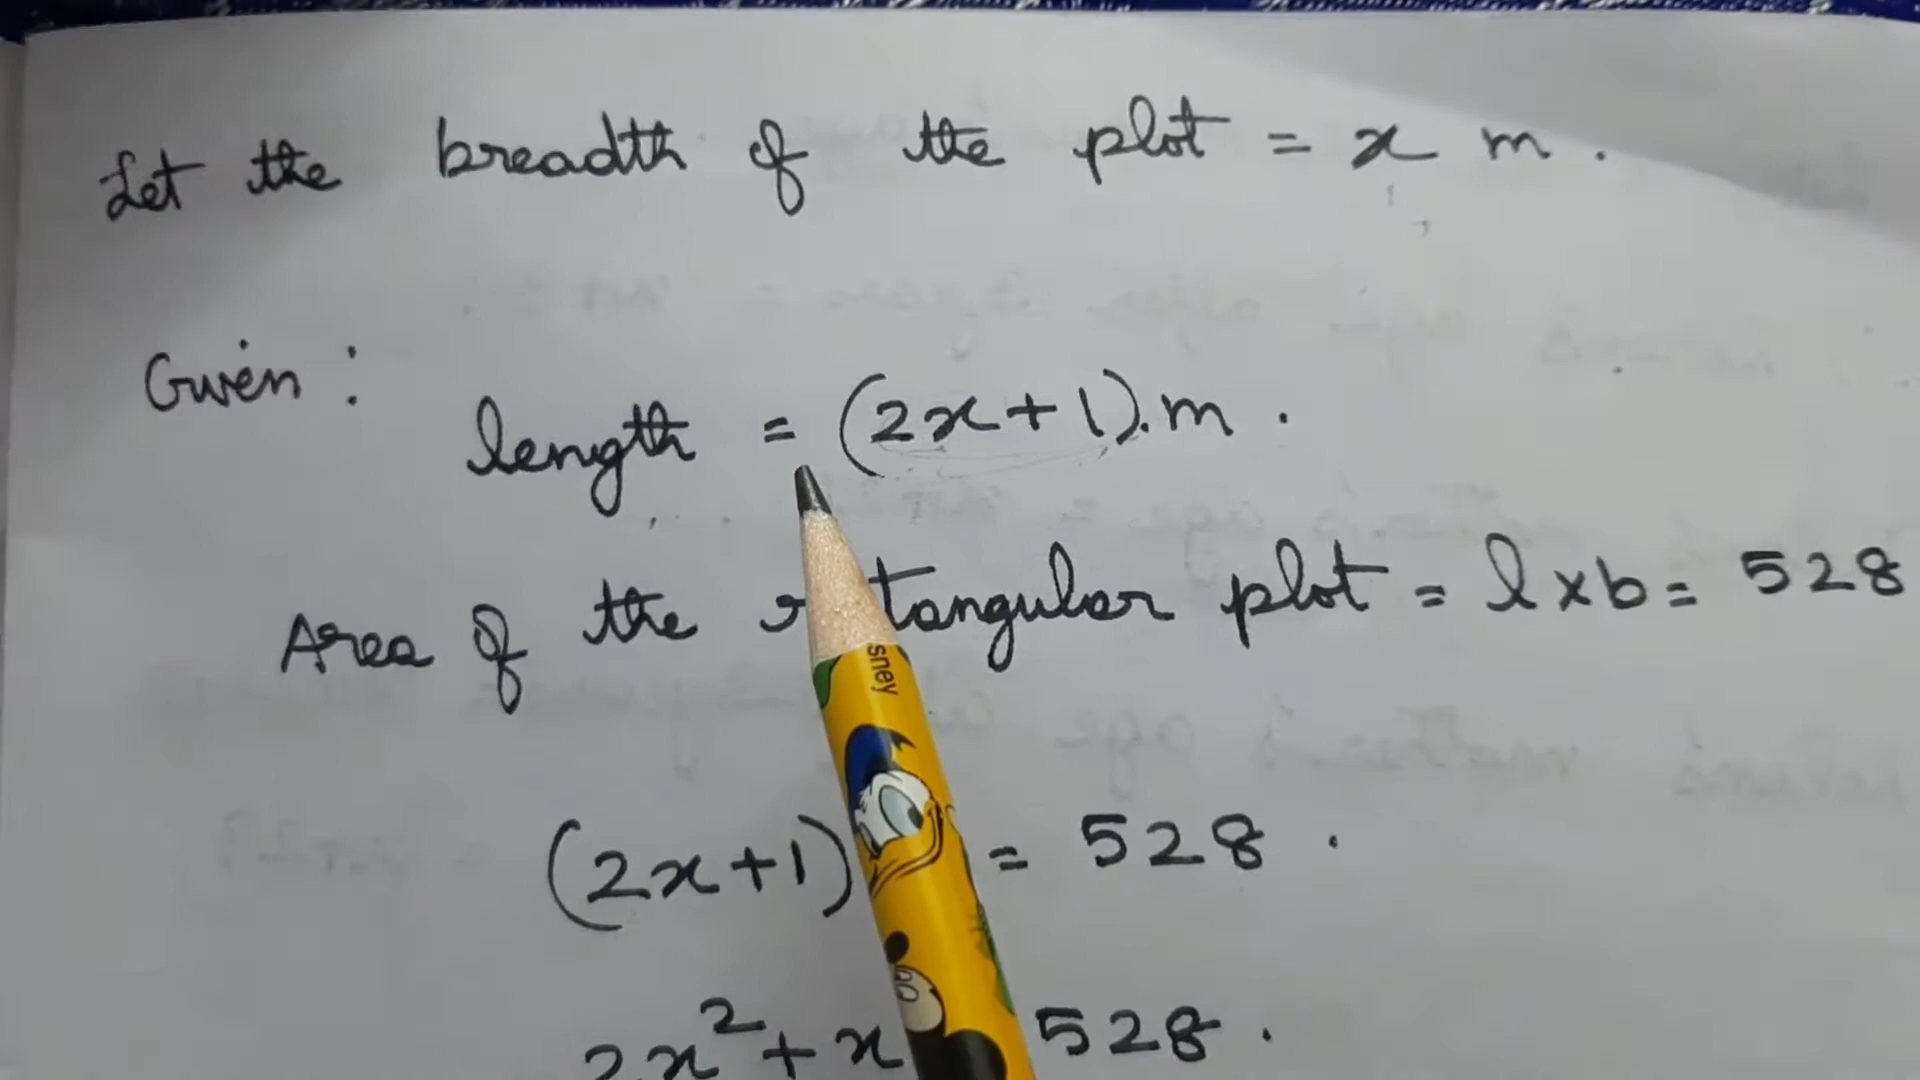 Let the breadth of the plot = x m.
Given:
length = (2x+1).m.
Area of the tangular plot = l x b = 528
(2x+1) = 528.
2x² + x 528.
sney